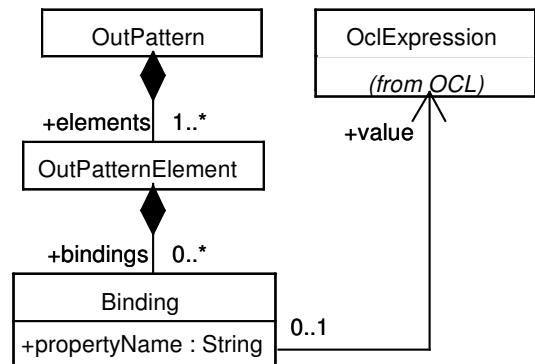 OutPattern
OclExpression
(from OCL)
+elements 1..*
+value
OutPatternElement
+bindings 0..*
Binding
0..1
+propertyName : String